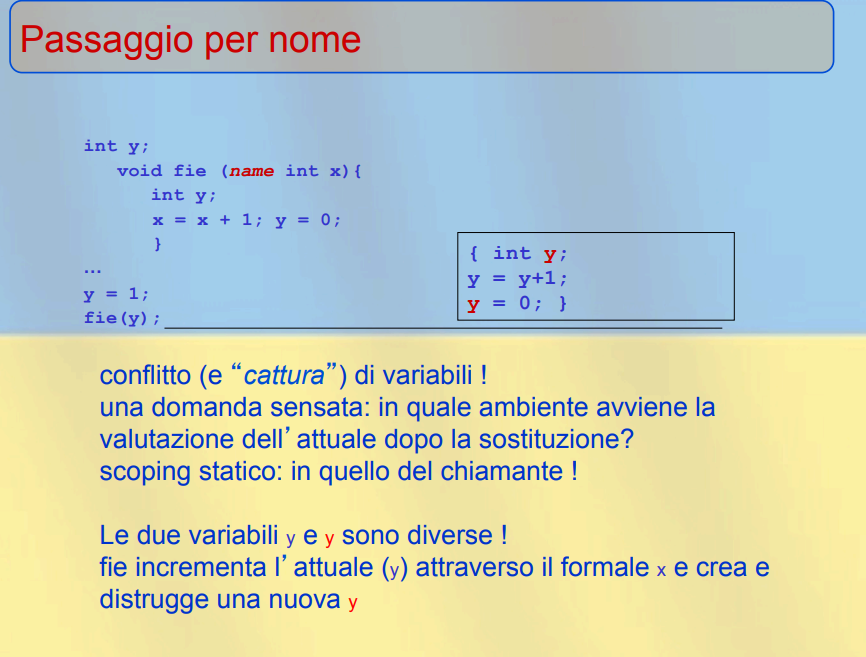 Passaggio per nome
int y;
void fie (name int x){
int y;
x = x + 1; y = 0;
}
…
y = 1;
fie(y);
{ int y;
y = y+1;
y = 0; }
conflitto (e “cattura”) di variabili !
una domanda sensata: in quale ambiente avviene la
valutazione dell’attuale dopo la sostituzione?
scoping statico: in quello del chiamante !
Le due variabili y e y sono diverse !
fie incrementa l’attuale (y) attraverso il formale x e crea e
distrugge una nuova y